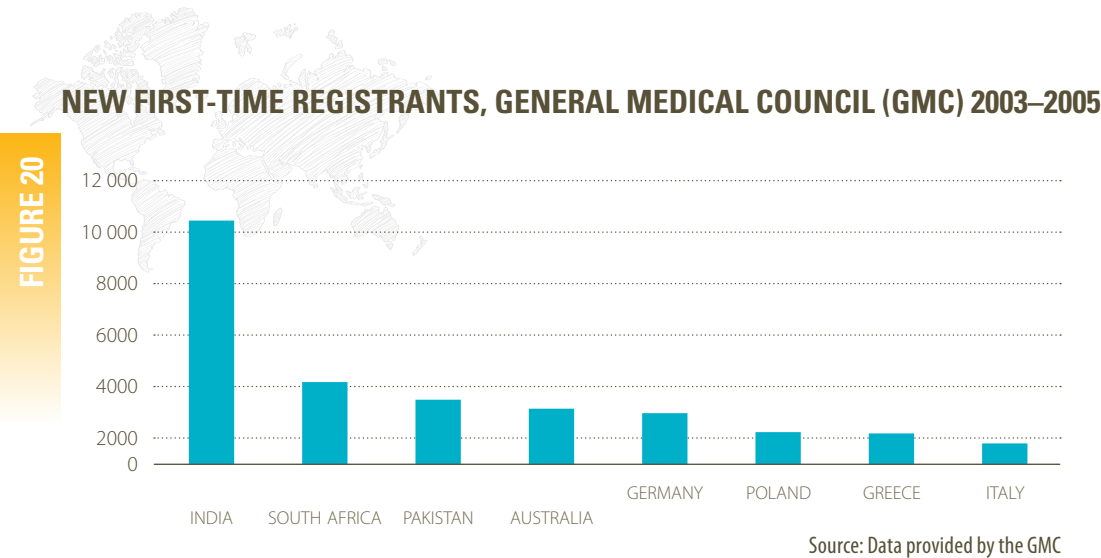 NEW FIRST-TIME REGISTRANTS, GENERAL MEDICAL COUNCIL (GMC) 2003–2005
FIGURE 20
12 000
10 000
8000
6000
4000
2000
0
GERMANY POLAND GREECE ITALY
INDIA SOUTH AFRICA PAKISTAN AUSTRALIA
Source: Data provided by the GMC